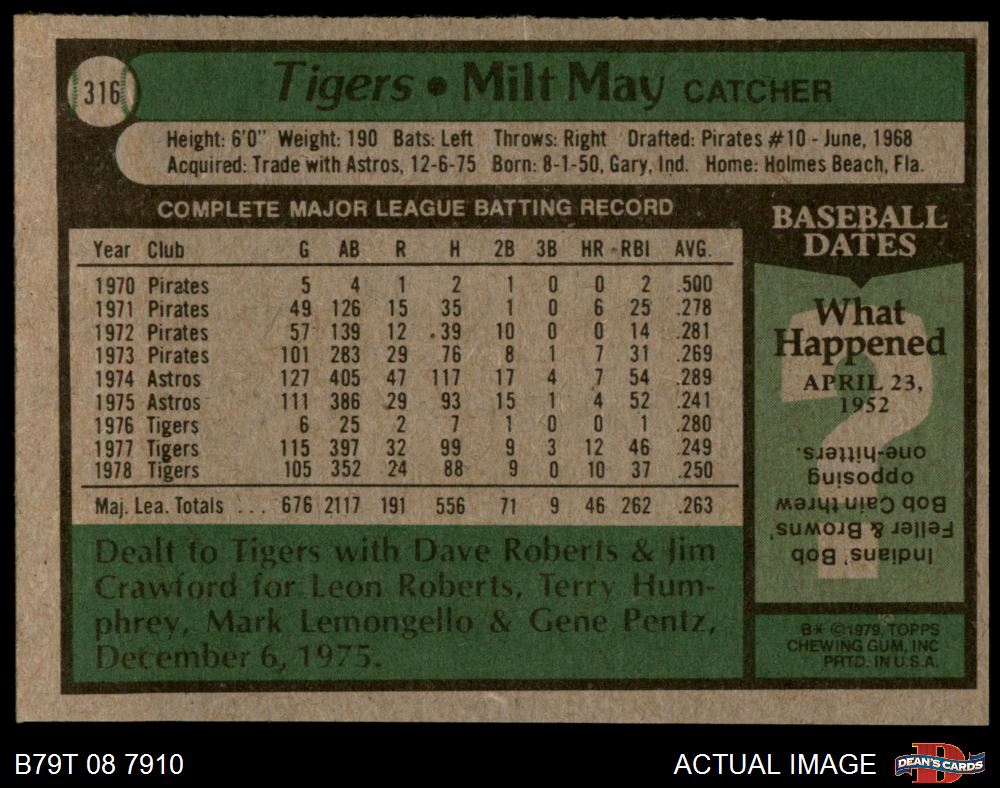 316
Tigers • Milt May CATCHER
Height: 6'0" Weight: 190 Bats: Left Throws: Right Drafted: Pirates #10 - June, 1968
Acquired: Trade with Astros, 12-6-75 Born: 8-1-50, Gary, Ind. Home: Holmes Beach, Fla.
COMPLETE MAJOR LEAGUE BATTING RECORD
Year Club G AB R H 2B 3B HR RBI AVG.
1970 Pirates 5 4 1 2 1 0 0 2 .500
1971 Pirates 49 126 15 35 1 0 6 25 .278
1972 Pirates 57 139 12 39 10 0 0 14 .281
1973 Pirates 101 283 29 76 8 1 7 31 .269
1974 Astros 127 405 47 117 17 4 7 54 .289
1975 Astros 111 386 29 93 15 1 4 52 .241
1976 Tigers 6 25 2 7 1 0 0 1 .280
1977 Tigers 115 397 32 99 9 3 12 46 .249
1978 Tigers 105 352 24 88 9 0 10 37 .250
Maj. Lea. Totals ... 676 2117 191 556 71 9 46 262 .263
Dealt to Tigers with Dave Roberts & Jim
Crawford for Leon Roberts, Terry Hum-
phrey, Mark Lemongello & Gene Pentz,
December 6, 1975.
BASEBALL
DATES
What
Happened
APRIL 23,
1952
?
Indians' Bob
Feller & Browns'
Bob Cain threw
opposing
one-hitters.
B* ©1979, TOPPS
CHEWING GUM, INC
PRTD. IN U.S.A.
B79T 08 7910
ACTUAL IMAGE
D
DEAN'S CARDS